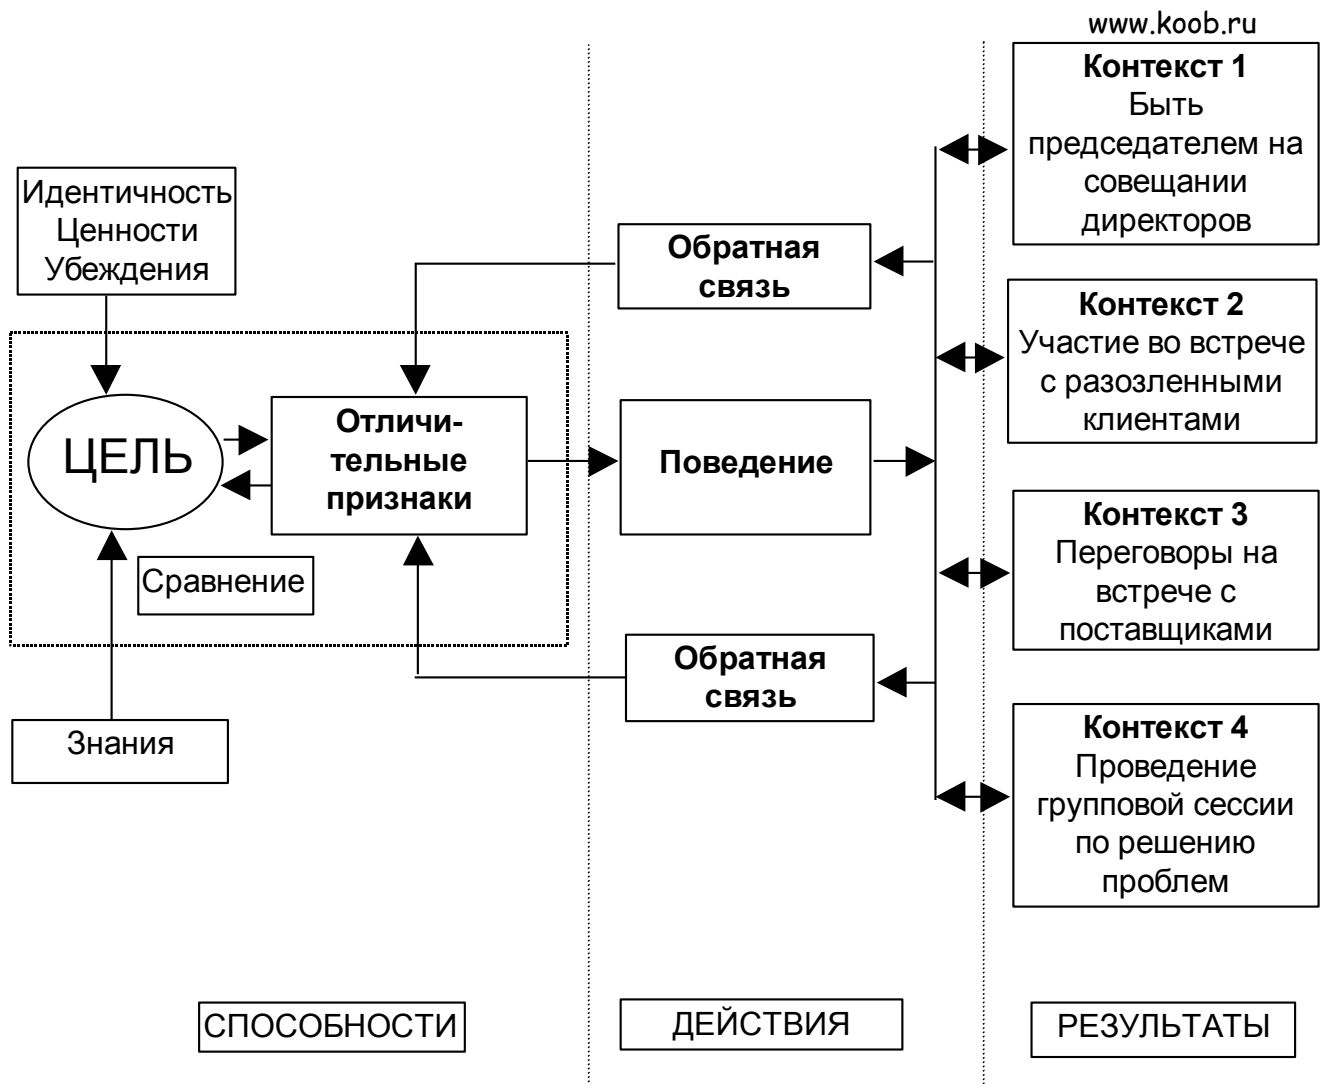 www.koob.ru
Контекст 1
Быть
председателем на
совещании
директоров
Идентичность
Ценности
Убеждения
Обратная
связь
Контекст 2
Участие во встрече
с разозленными
клиентами
ЦЕЛЬ
Отличи-
тельные
признаки
Поведение
Контекст 3
Переговоры на
встрече с
поставщиками
Сравнение
Обратная
связь
Знания
Контекст 4
Проведение
групповой сессии
по решению
проблем
СПОСОБНОСТИ
ДЕЙСТВИЯ
РЕЗУЛЬТАТЫ